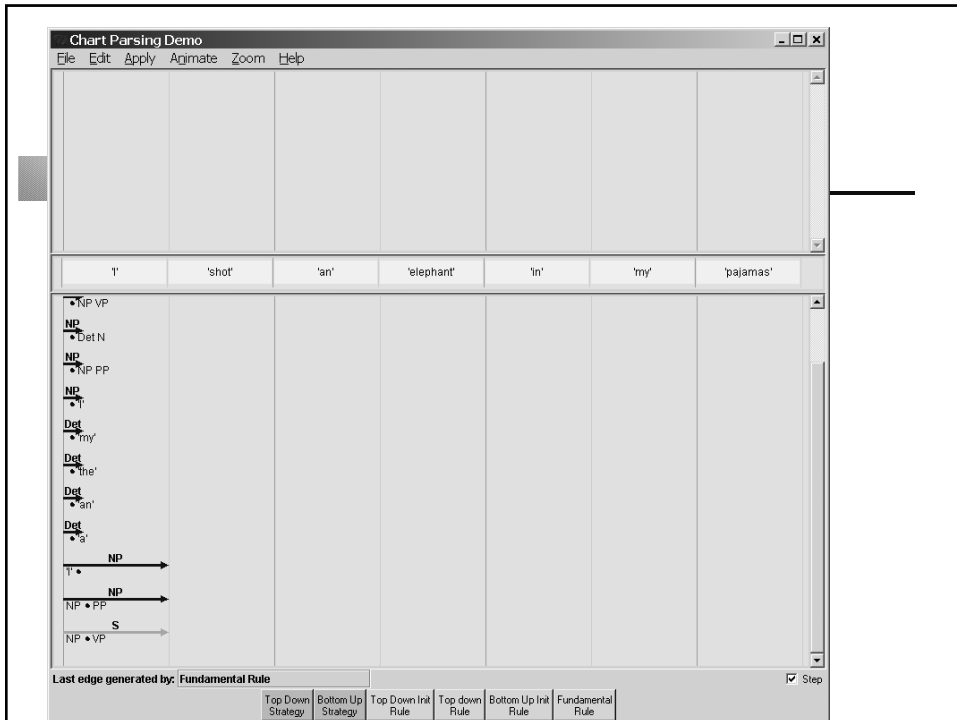 Chart Parsing Demo
File Edit Apply Animate Zoom Help
'I' 'shot' 'an' 'elephant' 'in' 'my' 'pajamas'
• NP VP
NP
• Det N
NP
• NP PP
NP
• 'I'
Det
• 'my'
Det
• 'the'
Det
• 'an'
Det
• 'a'
NP
'I' •
NP
NP • PP
S
NP • VP
Last edge generated by: Fundamental Rule
Step
Top Down Strategy
Bottom Up Strategy
Top Down Init Rule
Top down Rule
Bottom Up Init Rule
Fundamental Rule